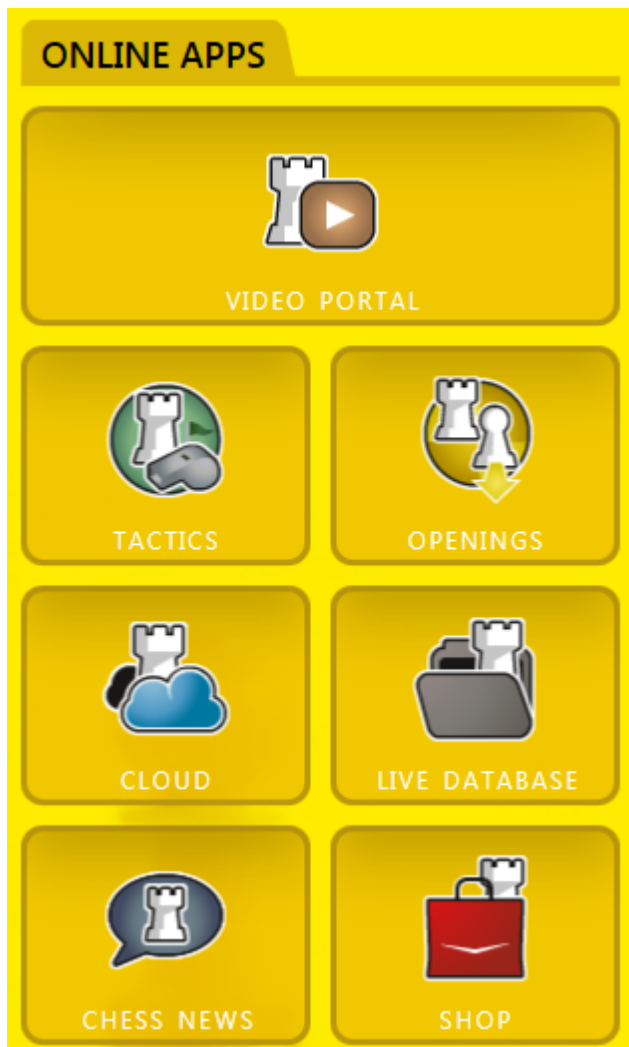 ONLINE APPS
VIDEO PORTAL
TACTICS
OPENINGS
CLOUD
LIVE DATABASE
CHESS NEWS
SHOP